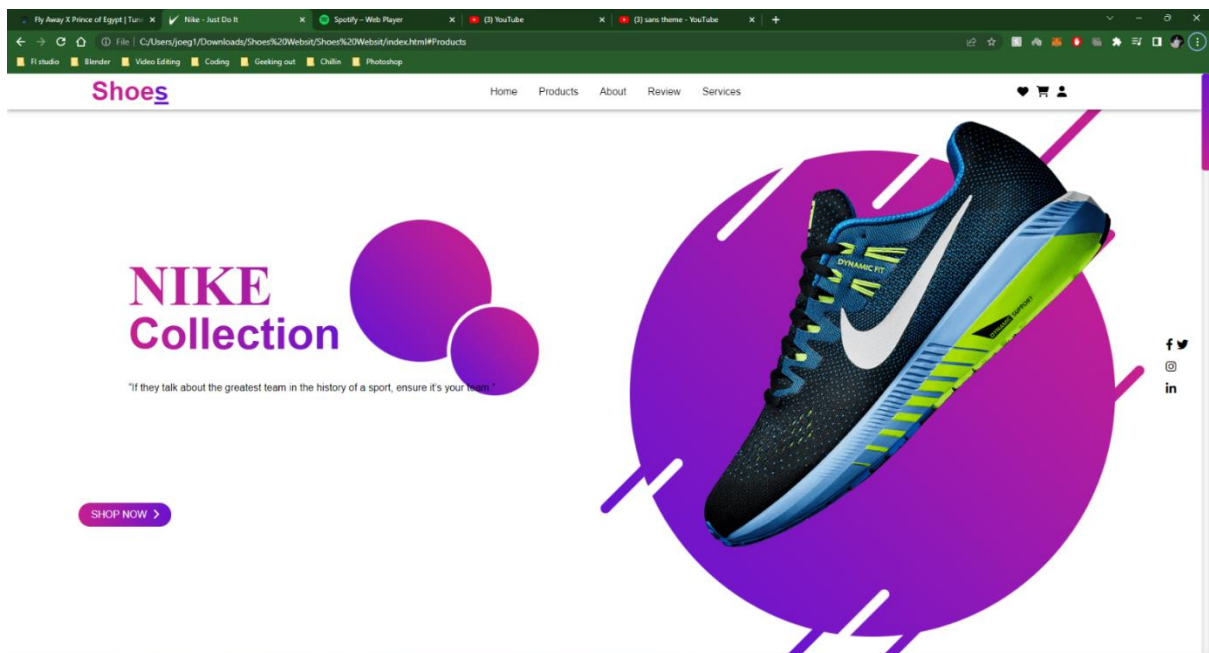 Fly Away X Prince of Egypt | Tune
Nike - Just Do It
Spotify – Web Player
(3) YouTube
(3) sans theme - YouTube
File | C:/Users/joeg1/Downloads/Shoes%20Websit/Shoes%20Websit/index.html#Products
Fl studio Blender Video Editing Coding Geeking out Chillin Photoshop
Shoes
Home Products About Review Services
DYNAMIC FIT
NIKE
Collection
DYNAMIC SUPPORT
"If they talk about the greatest team in the history of a sport, ensure it's your team "
SHOP NOW